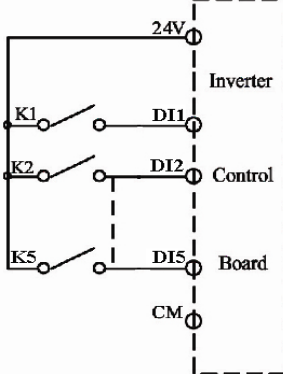 24V
Inverter
K1 DI1
K2 DI2 Control
K5 DI5 Board
CM